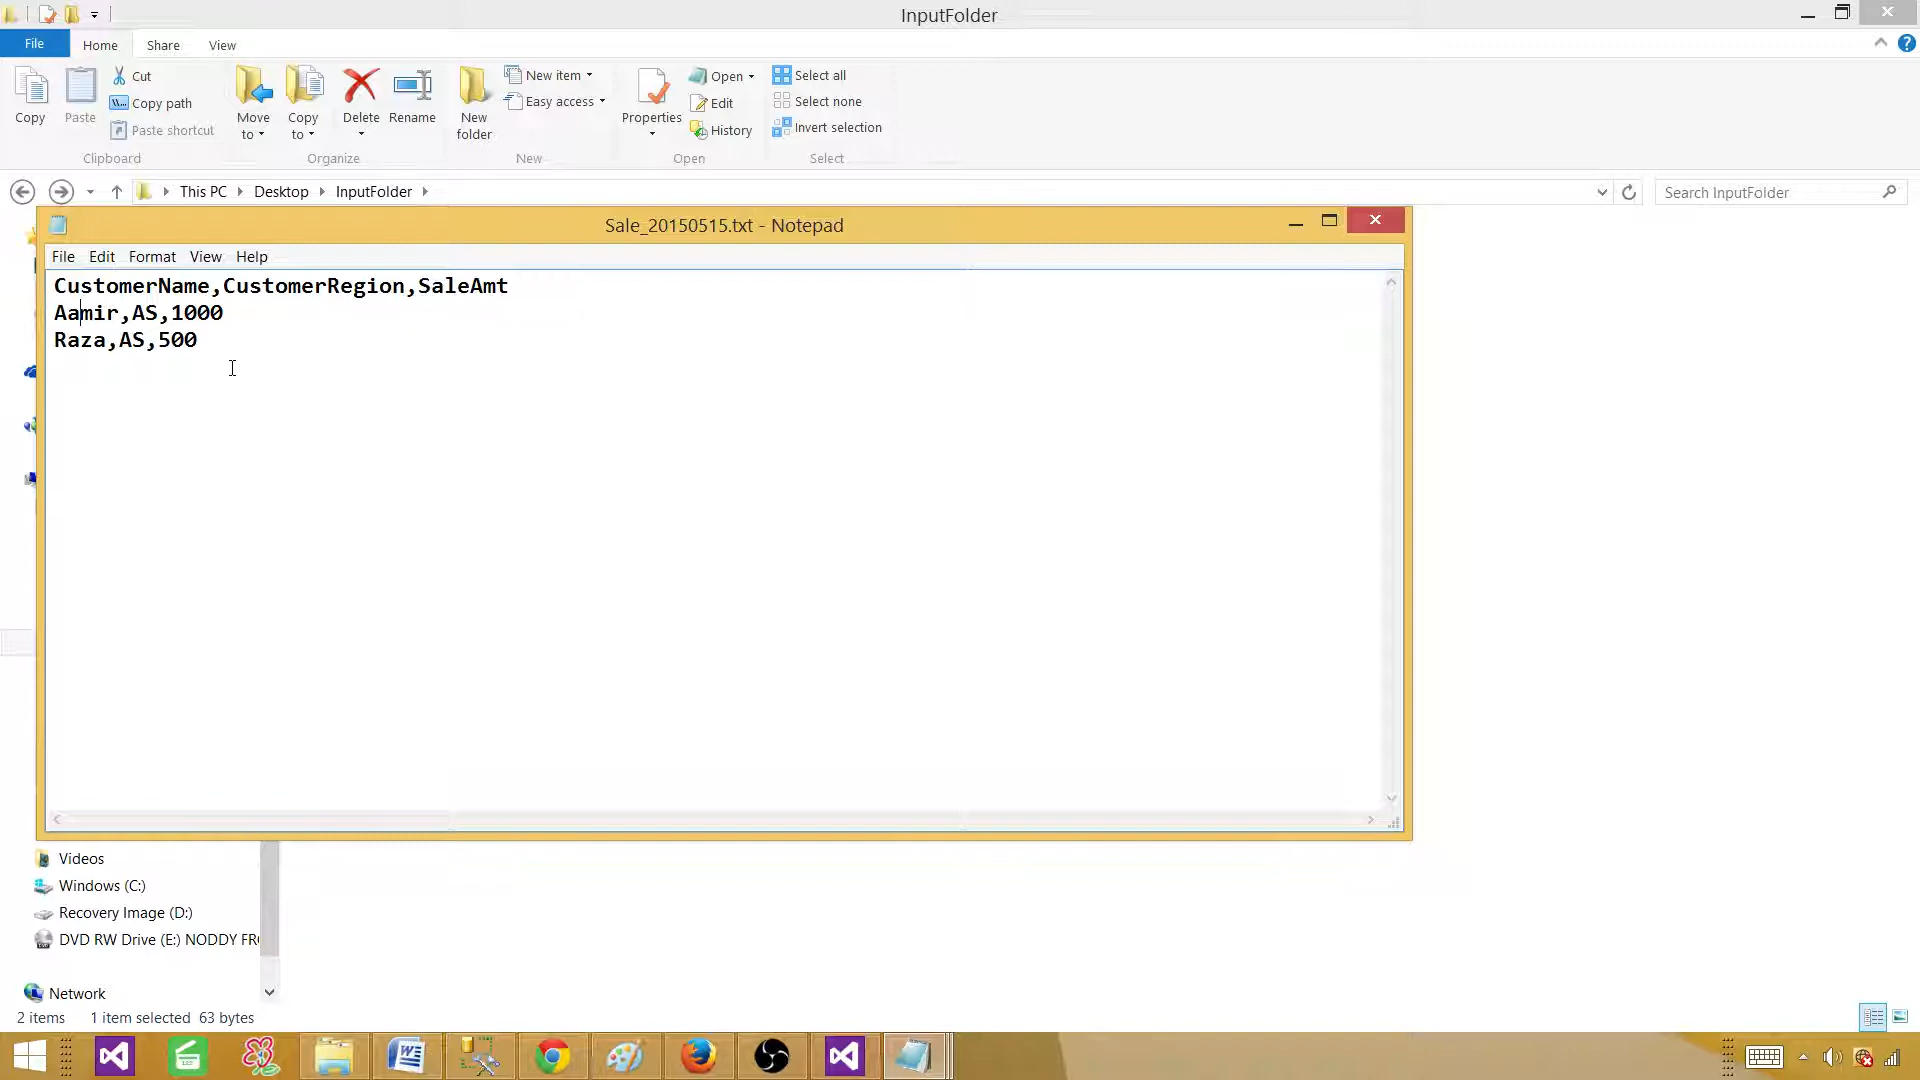 InputFolder
File Home Share View
Copy
Paste
Cut
Copy path
Paste shortcut
Clipboard
Move to
Copy to
Delete
Rename
Organize
New folder
New item
Easy access
New
Properties
Open
Edit
History
Open
Select all
Select none
Invert selection
Select
This PC Desktop InputFolder
Search InputFolder
Sale_20150515.txt - Notepad
File Edit Format View Help
CustomerName,CustomerRegion,SaleAmt
Aamir,AS,1000
Raza,AS,500
Videos
Windows (C:)
Recovery Image (D:)
DVD RW Drive (E:) NODDY FR
Network
2 items 1 item selected 63 bytes